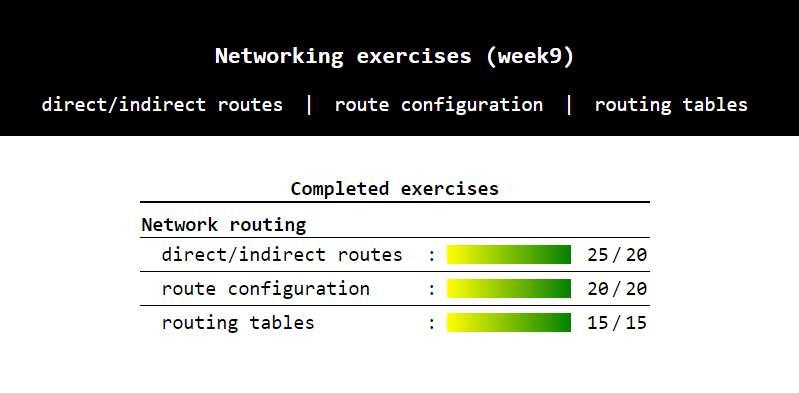 Networking exercises (week9)
direct/indirect routes | route configuration | routing tables
Completed exercises
Network routing
direct/indirect routes : 25/20
route configuration : 20/20
routing tables : 15/15